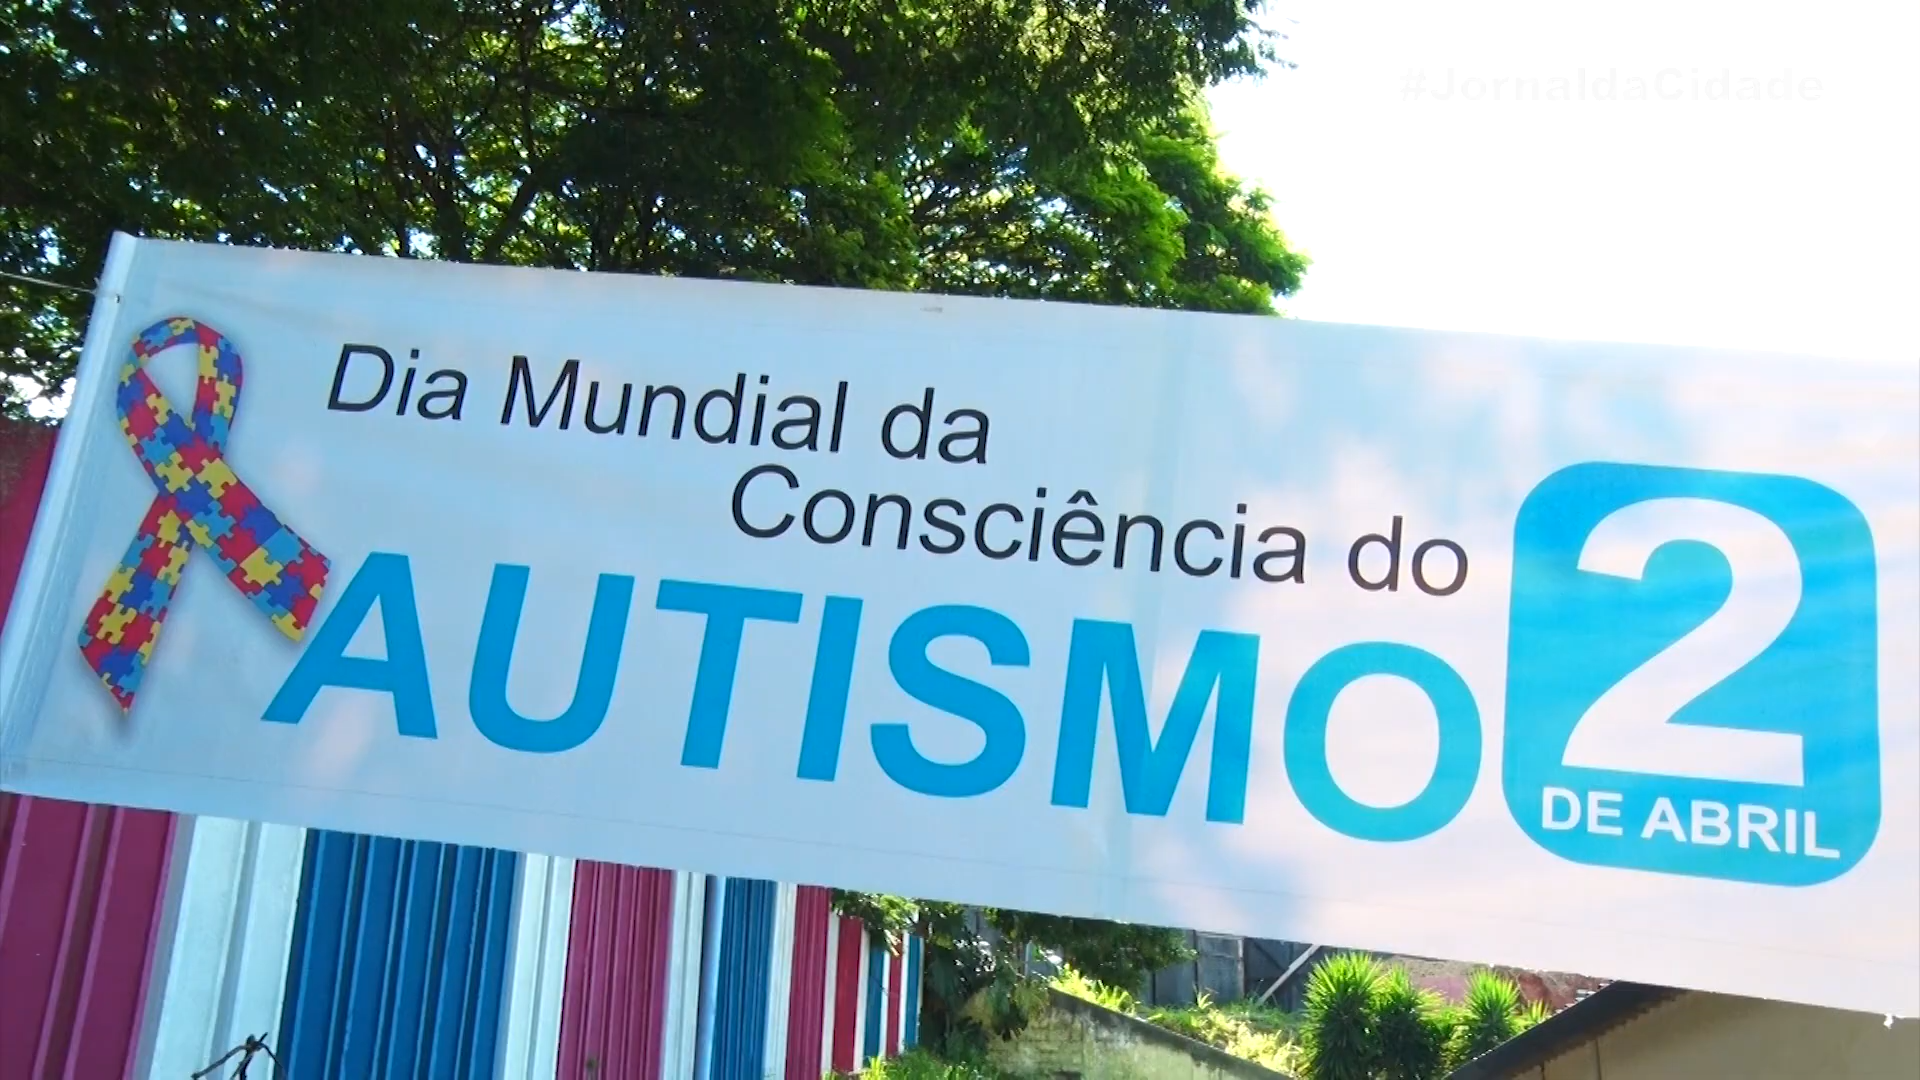 #JornaldaCidade
Dia Mundial da
Consciência do
AUTISMO
2
DE ABRIL